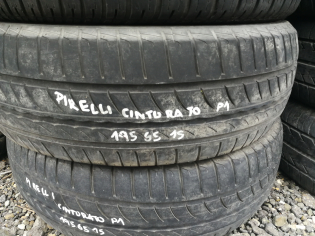 PIRELLI CINTURATO P1
195 65 15
PIRELLI
CINTURATO P1
195 65 15